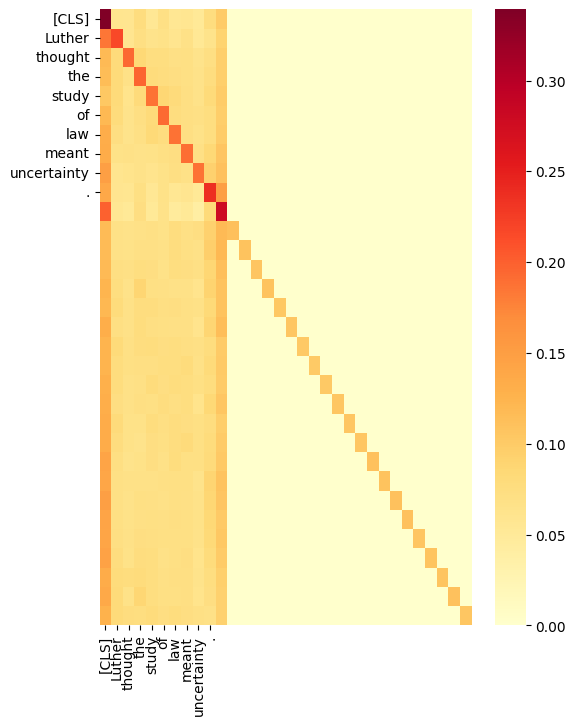 [CLS]
Luther
thought
the
study
of
law
meant
uncertainty
.
0.30
0.25
0.20
0.15
0.10
0.05
0.00
[CLS]
Luther
thought
the
study
of
law
meant
uncertainty
.